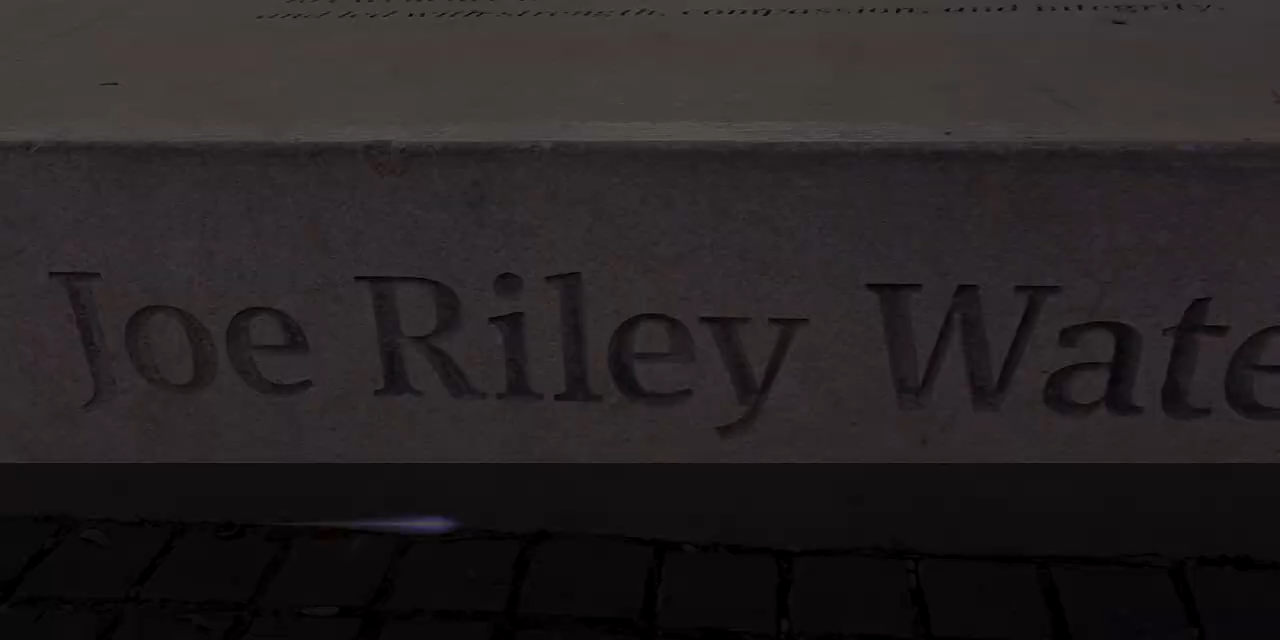 and led with strength, compassion, and integrity.
Joe Riley Wate